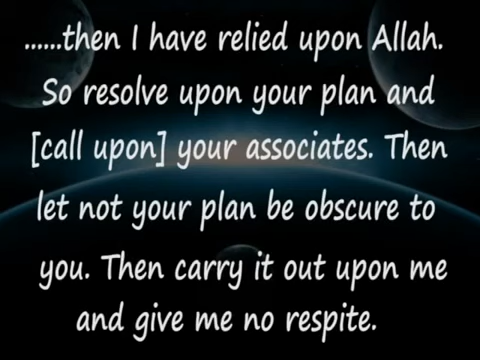 ......then I have relied upon Allah.
So resolve upon your plan and
[call upon] your associates. Then
let not your plan be obscure to
you. Then carry it out upon me
and give me no respite.